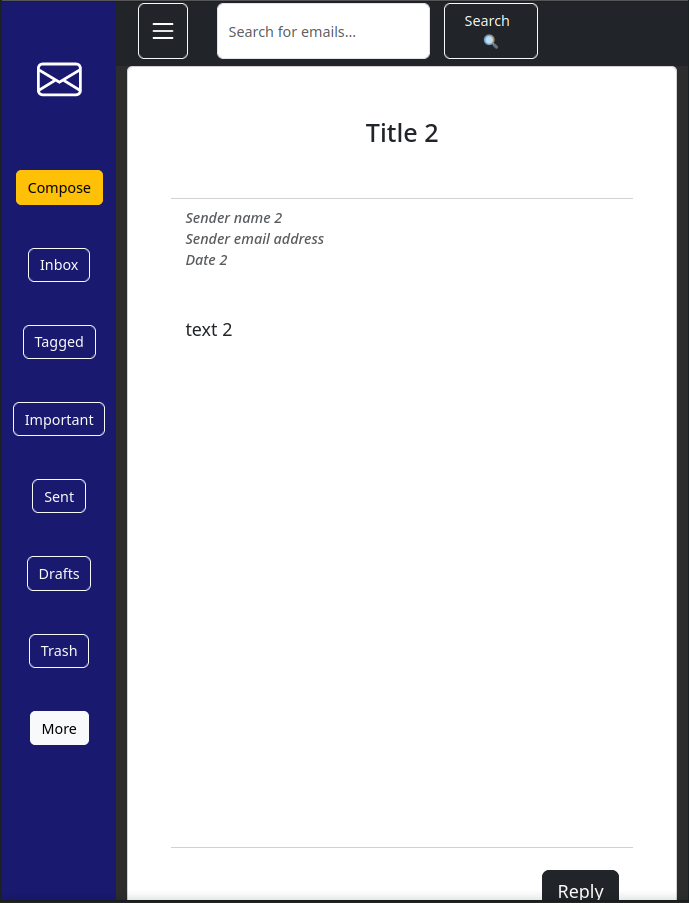 Search for emails...
Search
Compose
Inbox
Tagged
Important
Sent
Drafts
Trash
More
Title 2
Sender name 2
Sender email address
Date 2
text 2
Reply